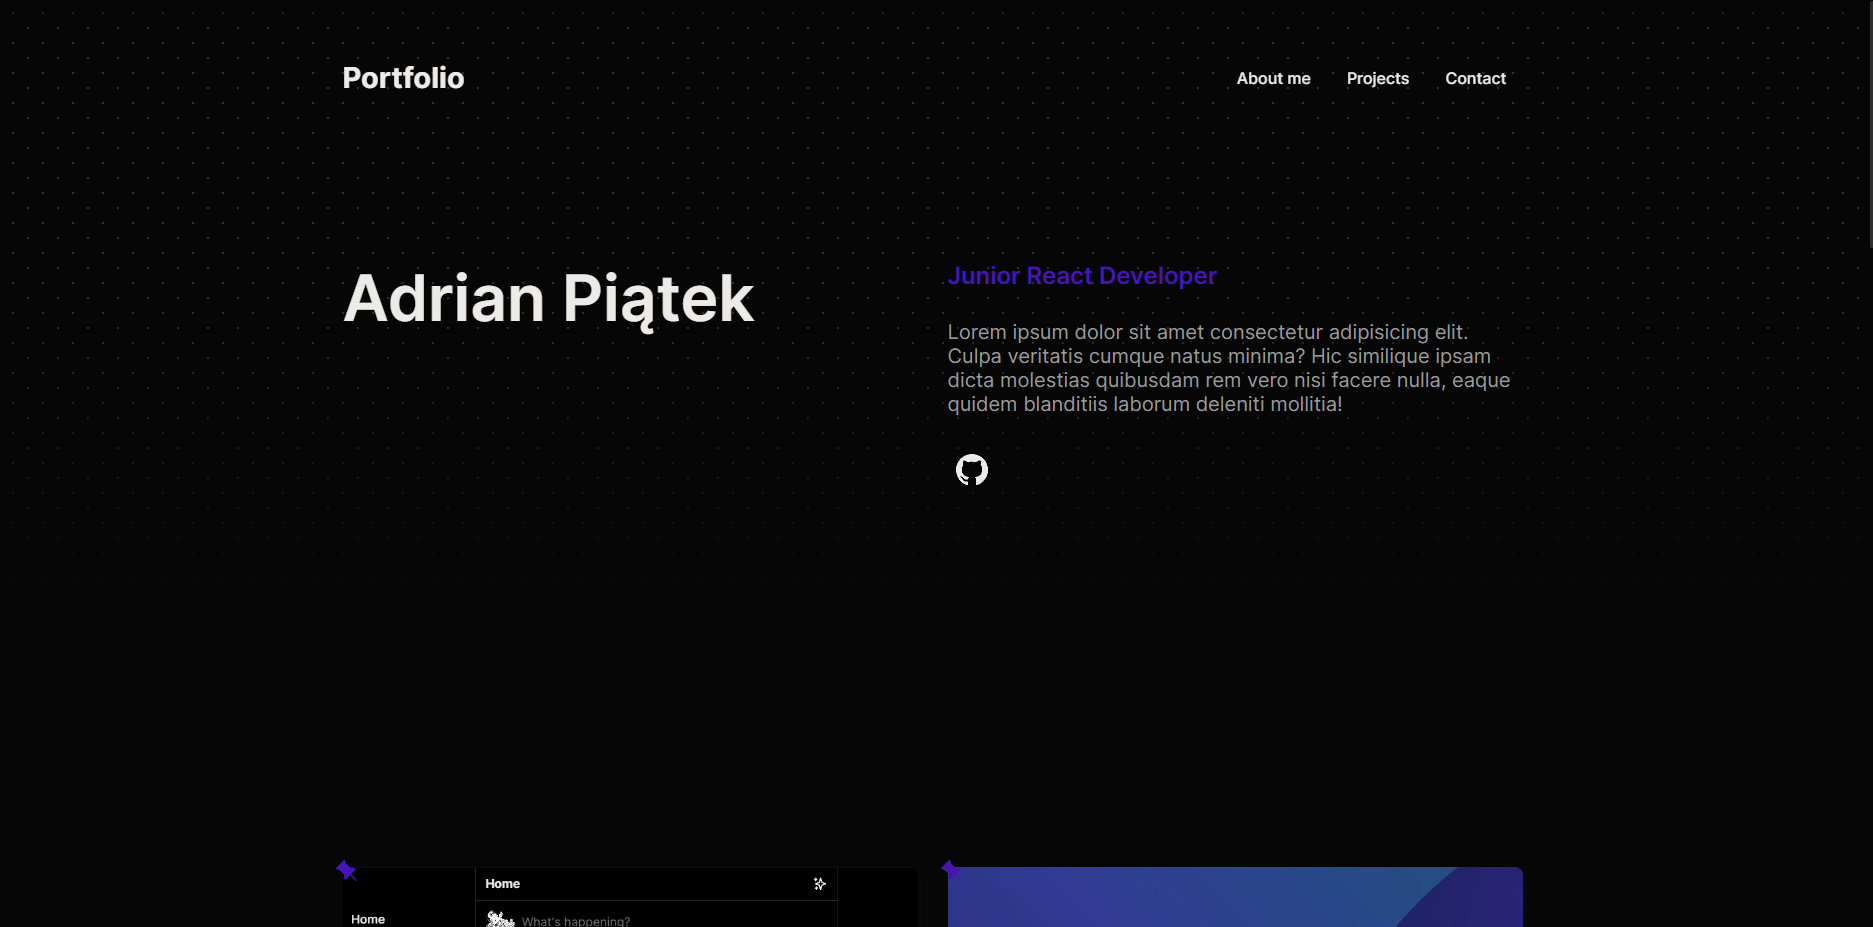 Portfolio
About me
Projects
Contact
Adrian Piątek
Junior React Developer
Lorem ipsum dolor sit amet consectetur adipisicing elit.
Culpa veritatis cumque natus minima? Hic similique ipsam
dicta molestias quibusdam rem vero nisi facere nulla, eaque
quidem blanditiis laborum deleniti mollitia!
Home
Home
What's happening?